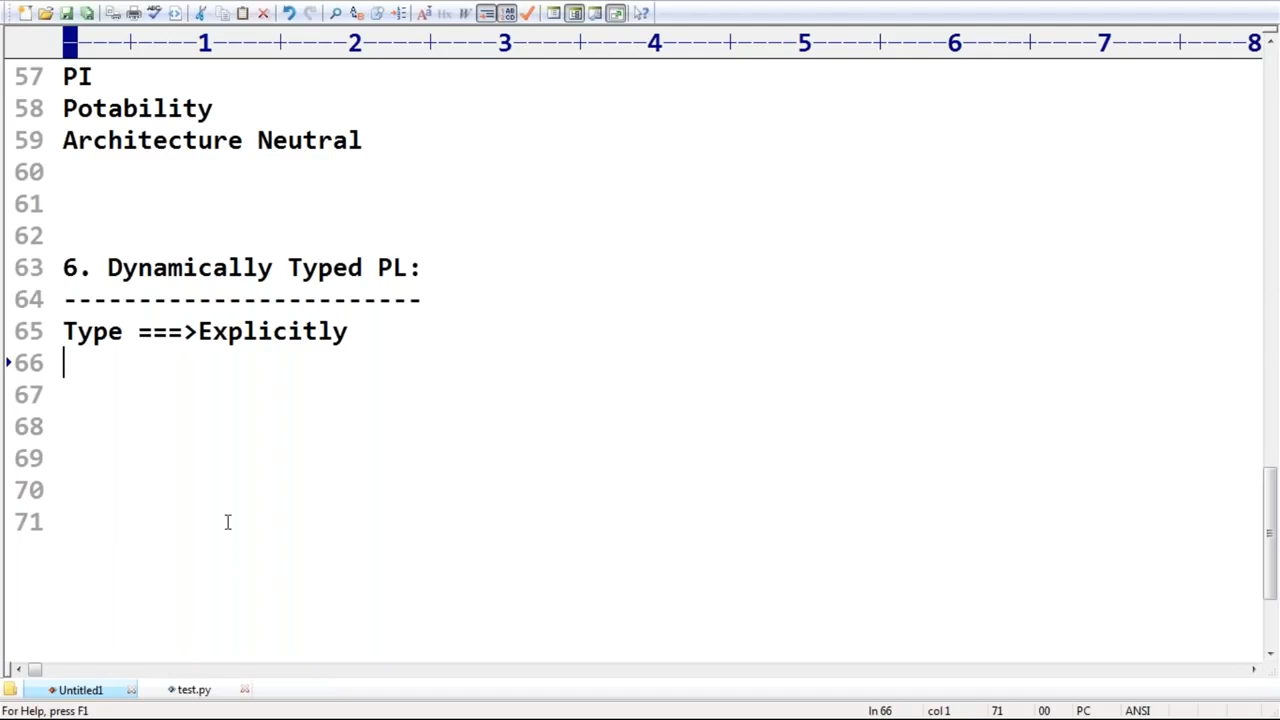 1 2 3 4 5 6 7 8
57 PI
58 Potability
59 Architecture Neutral
60
61
62
63 6. Dynamically Typed PL:
64 ------------------------
65 Type ===>Explicitly
66
67
68
69
70
71
Untitled1 test.py
For Help, press F1 ln 66 col 1 71 00 PC ANSI